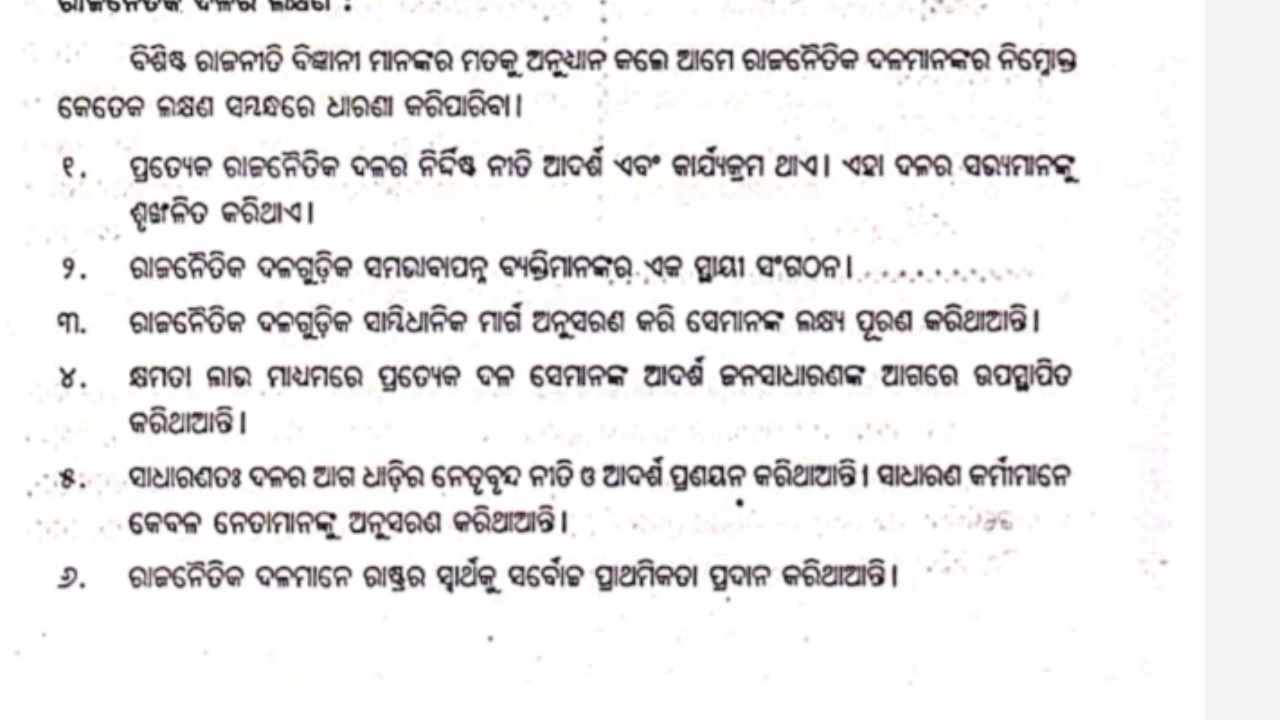 ରାଜନୈତିକ ଦଳର ଲକ୍ଷଣ :
ବିଶିଷ୍ଟ ରାଜନୀତି ବିଜ୍ଞାନୀ ମାନଙ୍କର ମତକୁ ଅନୁଧ୍ୟାନ କଲେ ଆମେ ରାଜନୈତିକ ଦଳମାନଙ୍କର ନିମ୍ନୋକ୍ତ
କେତେକ ଲକ୍ଷଣ ସମ୍ବନ୍ଧରେ ଧାରଣା କରିପାରିବା।
୧. ପ୍ରତ୍ୟେକ ରାଜନୈତିକ ଦଳର ନିର୍ଦ୍ଦିଷ୍ଟ ନୀତି ଆଦର୍ଶ ଏବଂ କାର୍ଯ୍ୟକ୍ରମ ଥାଏ। ଏହା ଦଳର ସଭ୍ୟମାନଙ୍କୁ
ଶୃଙ୍ଖଳିତ କରିଥାଏ।
୨. ରାଜନୈତିକ ଦଳଗୁଡ଼ିକ ସମଭାବାପନ୍ନ ବ୍ୟକ୍ତିମାନଙ୍କର ଏକ ସ୍ଥାୟୀ ସଂଗଠନ।
୩. ରାଜନୈତିକ ଦଳଗୁଡ଼ିକ ସାମ୍ବିଧାନିକ ମାର୍ଗ ଅନୁସରଣ କରି ସେମାନଙ୍କ ଲକ୍ଷ୍ୟ ପୂରଣ କରିଥାଆନ୍ତି।
୪. କ୍ଷମତା ଲାଭ ମାଧ୍ୟମରେ ପ୍ରତ୍ୟେକ ଦଳ ସେମାନଙ୍କ ଆଦର୍ଶ ଜନସାଧାରଣଙ୍କ ଆଗରେ ଉପସ୍ଥାପିତ
କରିଥାଆନ୍ତି।
୫. ସାଧାରଣତଃ ଦଳର ଆଗ ଧାଡ଼ିର ନେତୃବୃନ୍ଦ ନୀତି ଓ ଆଦର୍ଶ ପ୍ରଣୟନ କରିଥାଆନ୍ତି। ସାଧାରଣ କର୍ମୀମାନେ
କେବଳ ନେତାମାନଙ୍କୁ ଅନୁସରଣ କରିଥାଆନ୍ତି।
୬. ରାଜନୈତିକ ଦଳମାନେ ରାଷ୍ଟ୍ରର ସ୍ୱାର୍ଥକୁ ସର୍ବୋଚ୍ଚ ପ୍ରାଥମିକତା ପ୍ରଦାନ କରିଥାଆନ୍ତି।